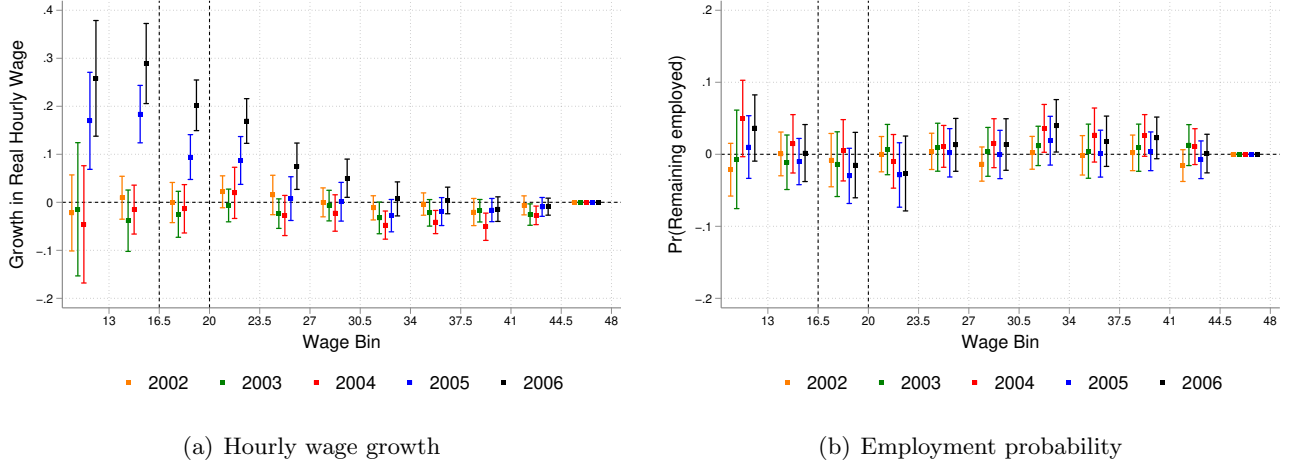 Growth in Real Hourly Wage
.4
.3
.2
.1
0
-.1
-.2
13 16.5 20 23.5 27 30.5 34 37.5 41 44.5 48
Wage Bin
2002 2003 2004 2005 2006
(a) Hourly wage growth
Pr(Remaining employed)
.2
.1
0
-.1
-.2
13 16.5 20 23.5 27 30.5 34 37.5 41 44.5 48
Wage Bin
2002 2003 2004 2005 2006
(b) Employment probability